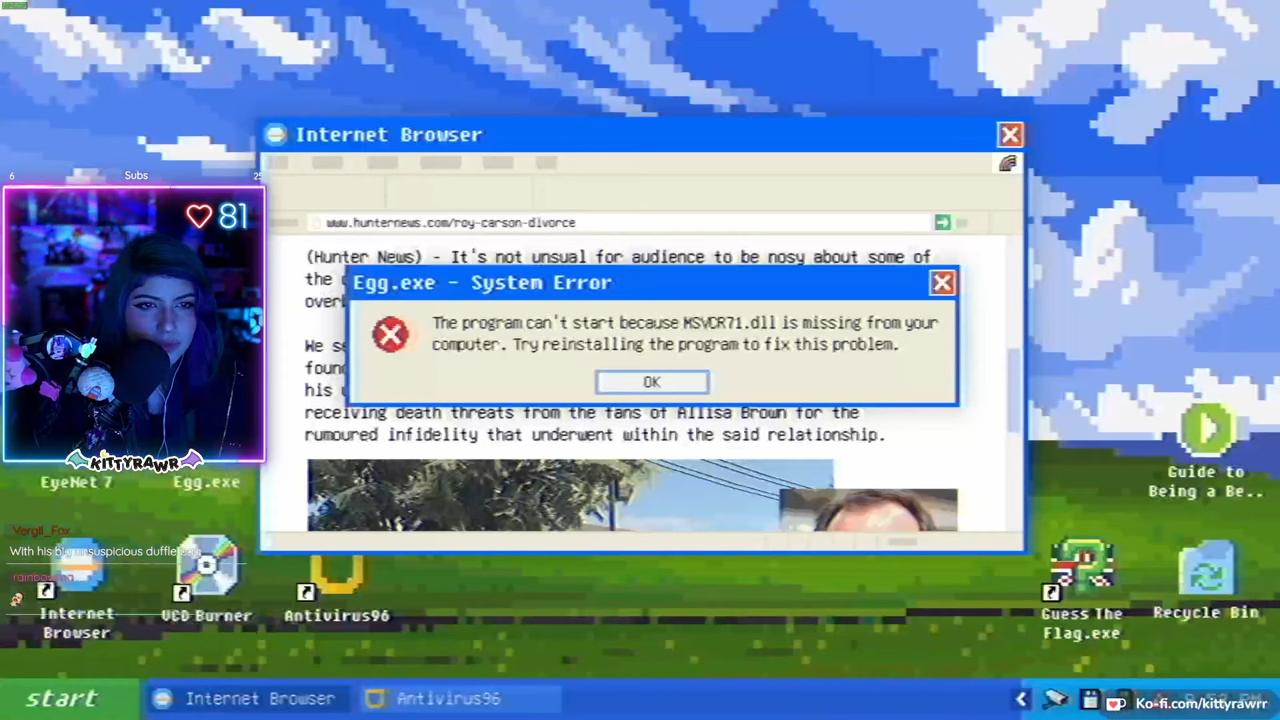 Internet Browser
6 Subs 25
81
www.hunternews.com/roy-carson-divorce
(Hunter News) - It's not unusual for audience to be nosy about some of
the
Egg.exe - System Error
The program can't start because MSVCR71.dll is missing from your
computer. Try reinstalling the program to fix this problem.
OK
We
his
receiving death threats from the fans of Allisa Brown for the
rumoured infidelity that underwent within the said relationship.
KITTYRAWR
EyeNet 7
Egg.exe
Vergil_Fox
With his big unsuspicious duffle
Internet
Browser
VCD Burner
Antivirus96
Guide to
Being a Be..
Guess The
Flag.exe
Recycle Bin
start
Internet Browser
Antivirus96
Ko-fi.com/kittyrawrr